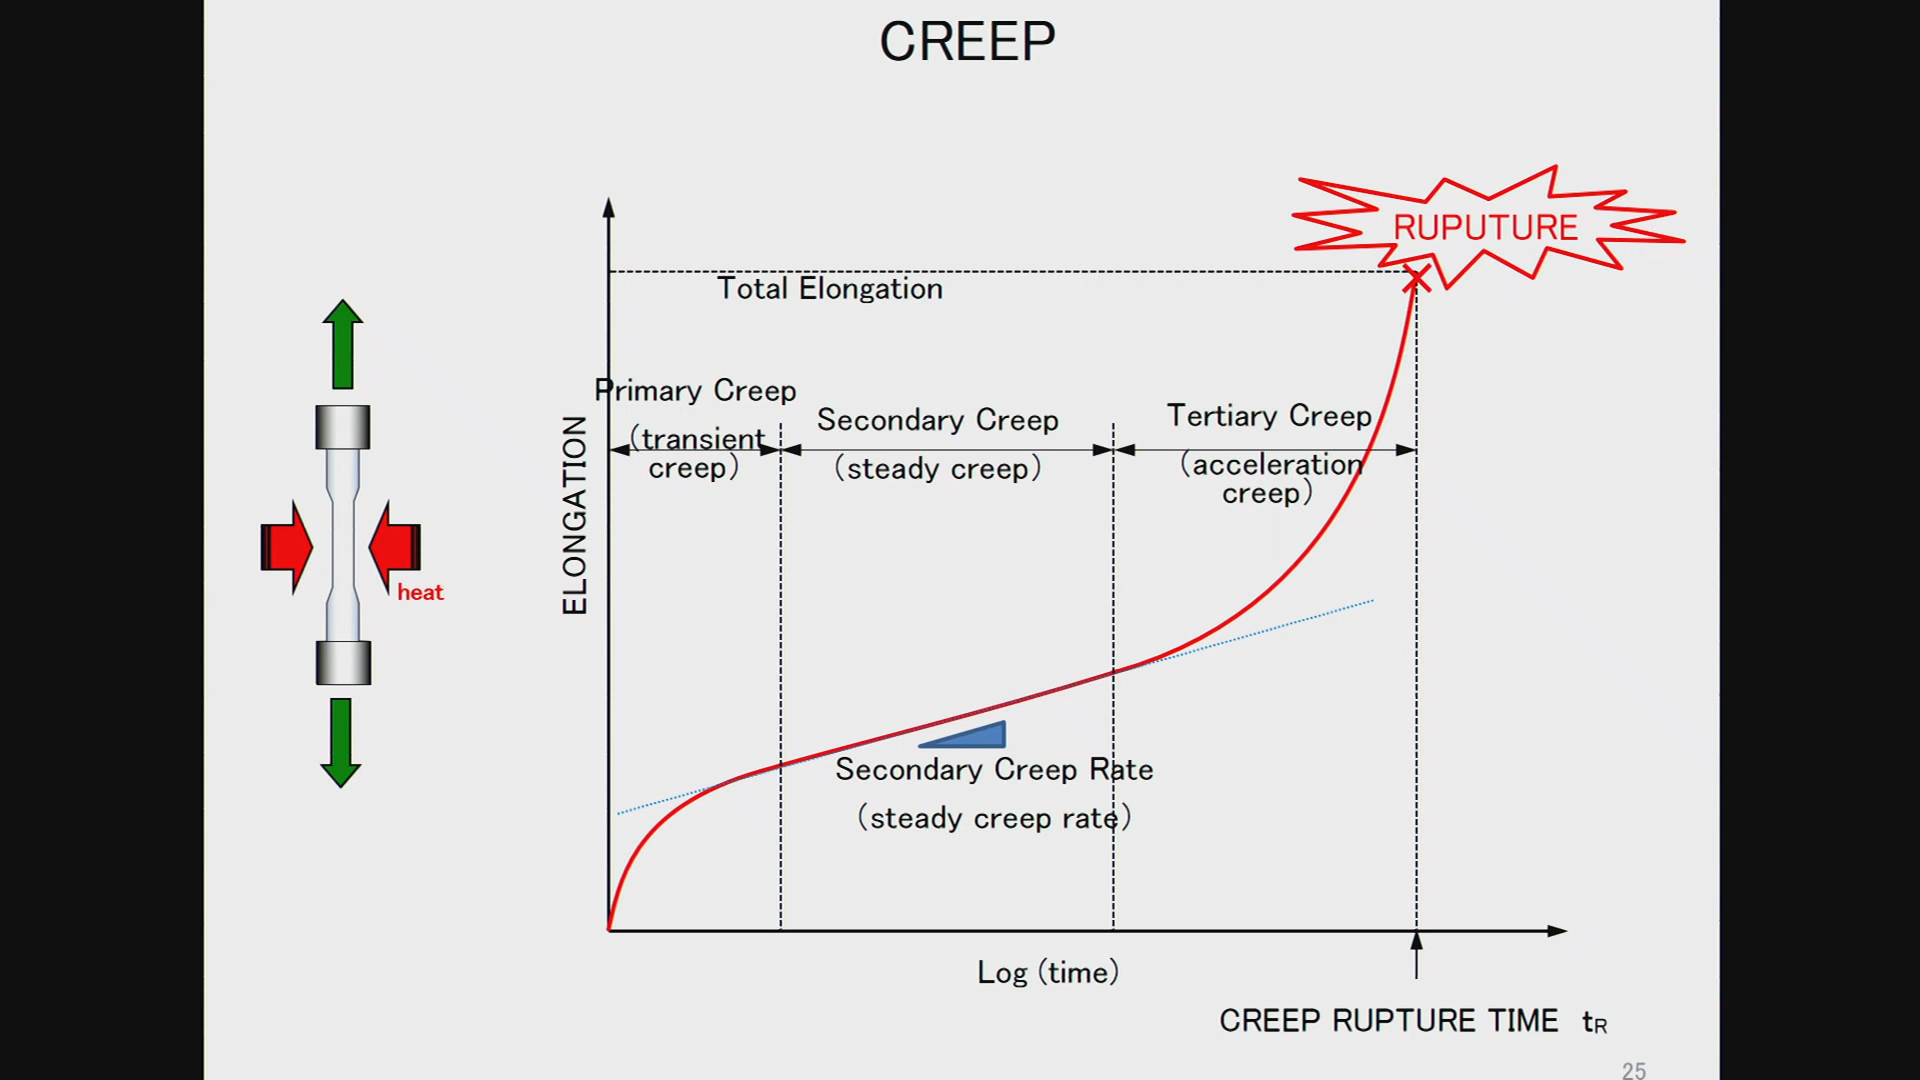 CREEP
RUPUTURE
Total Elongation
Primary Creep
（transient
creep）
Secondary Creep
（steady creep）
Tertiary Creep
（acceleration
creep）
ELONGATION
heat
Secondary Creep Rate
（steady creep rate）
Log（time）
CREEP RUPTURE TIME tR
25